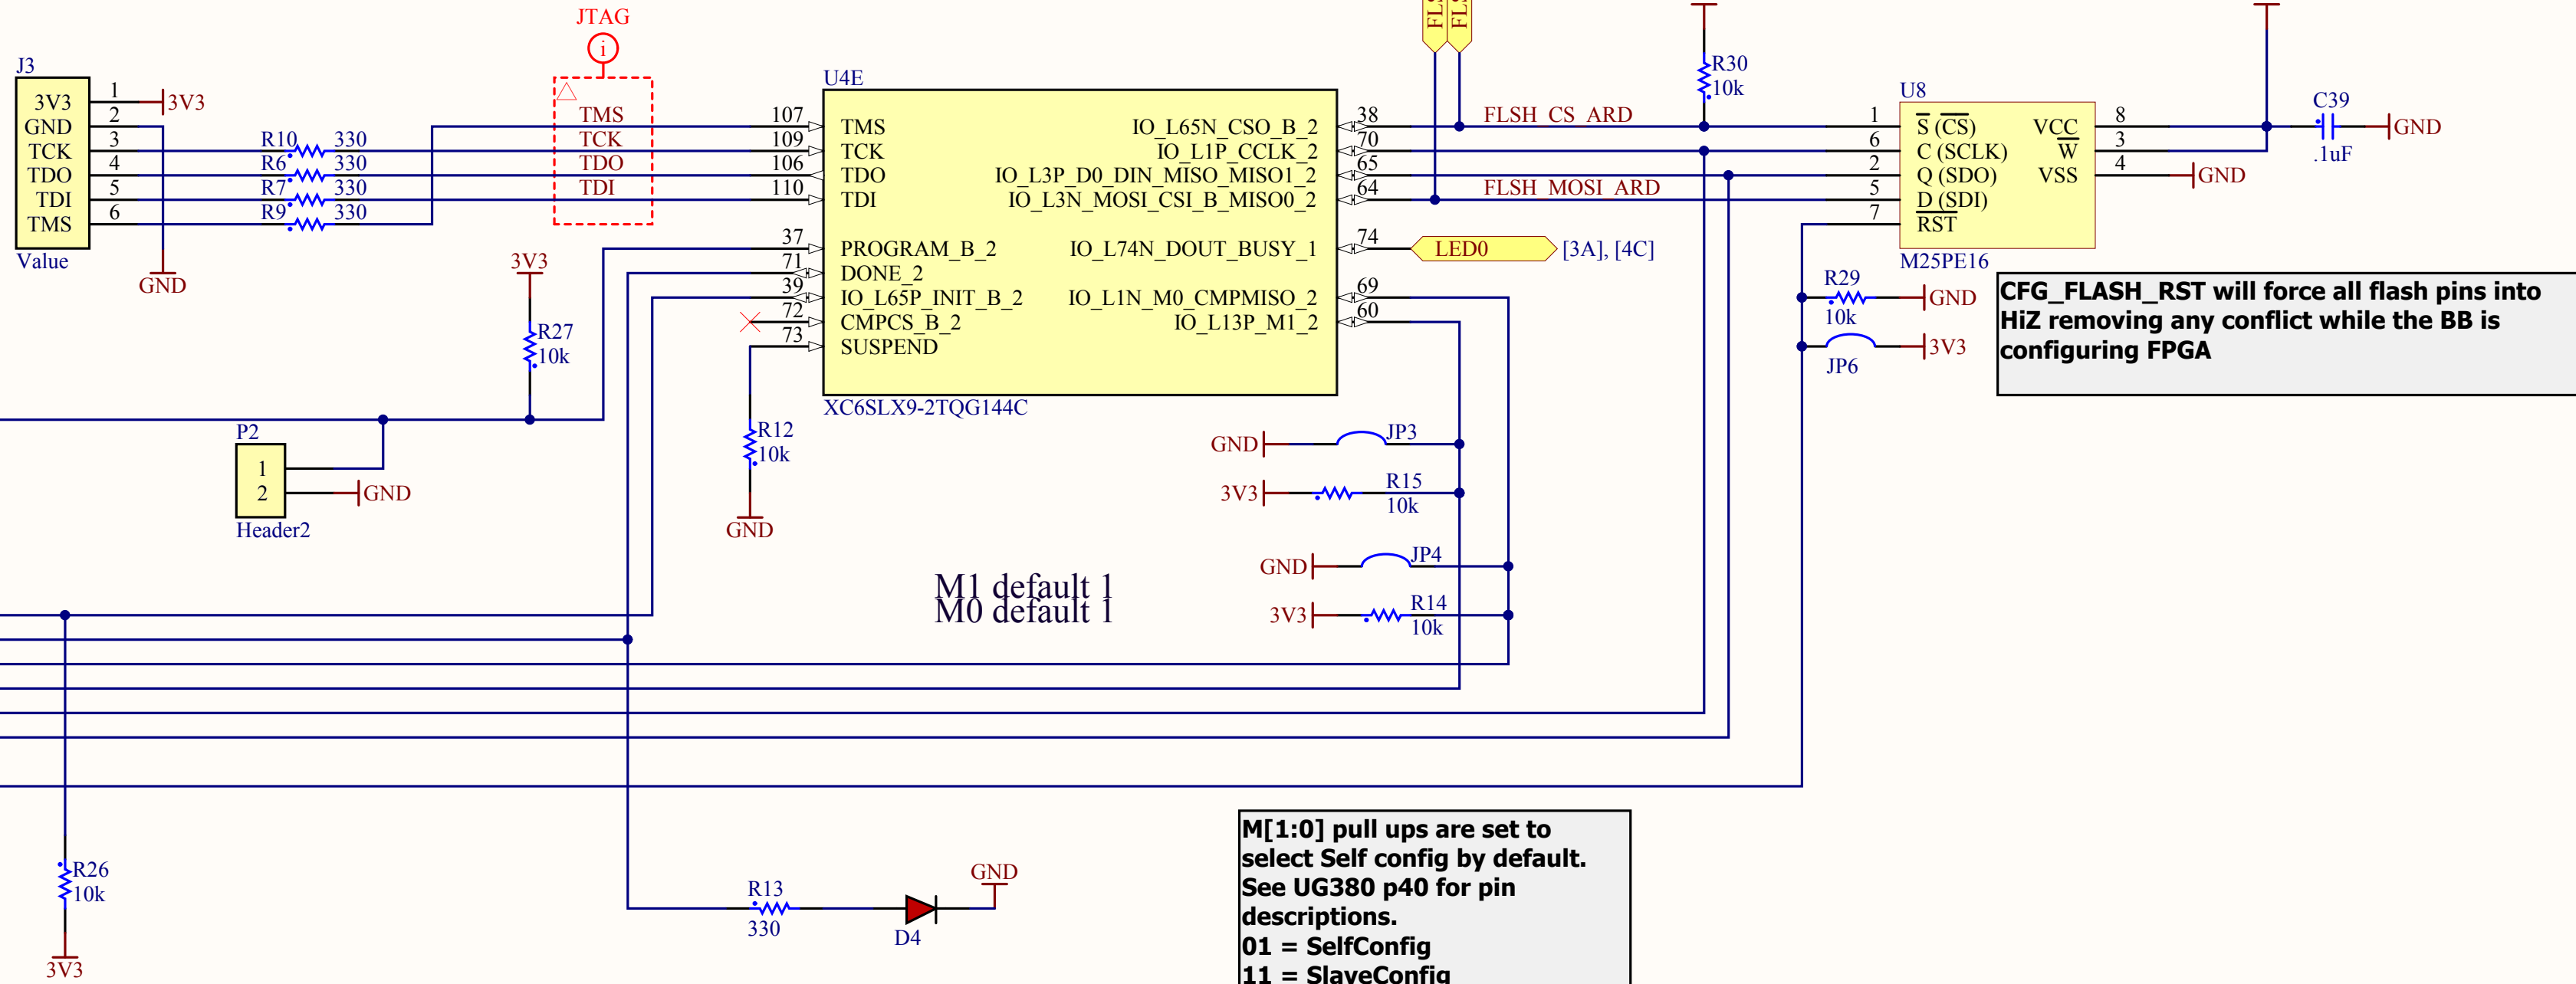 JTAG
i
J3
3V3 1 3V3
GND 2
TCK 3
TDO 4
TDI 5
TMS 6
Value
GND
R10 330
R6 330
R7 330
R9 330
TMS
TCK
TDO
TDI
U4E
107 TMS
109 TCK
106 TDO
110 TDI
37 PROGRAM_B_2
71 DONE_2
39 IO_L65P_INIT_B_2
72 CMPCS_B_2
73 SUSPEND
IO_L65N_CSO_B_2 38
IO_L1P_CCLK_2 70
IO_L3P_D0_DIN_MISO_MISO1_2 65
IO_L3N_MOSI_CSI_B_MISO0_2 64
IO_L74N_DOUT_BUSY_1 74
IO_L1N_M0_CMPMISO_2 69
IO_L13P_M1_2 60
XC6SLX9-2TQG144C
FLSH_CS_ARD
FLSH_MOSI_ARD
LED0 [3A], [4C]
R30
10k
U8
1 S (CS)
6 C (SCLK)
2 Q (SDO)
5 D (SDI)
7 RST
VCC 8
W 3
VSS 4
GND
M25PE16
C39
.1uF
GND
R29
10k
GND
JP6
3V3
CFG_FLASH_RST will force all flash pins into
HiZ removing any conflict while the BB is
configuring FPGA
3V3
R27
10k
P2
1
2
GND
Header2
R12
10k
GND
GND JP3
3V3 R15
10k
GND JP4
3V3 R14
10k
M1 default 1
M0 default 1
R26
10k
3V3
R13
330
D4
GND
M[1:0] pull ups are set to
select Self config by default.
See UG380 p40 for pin
descriptions.
01 = SelfConfig
11 = SlaveConfig